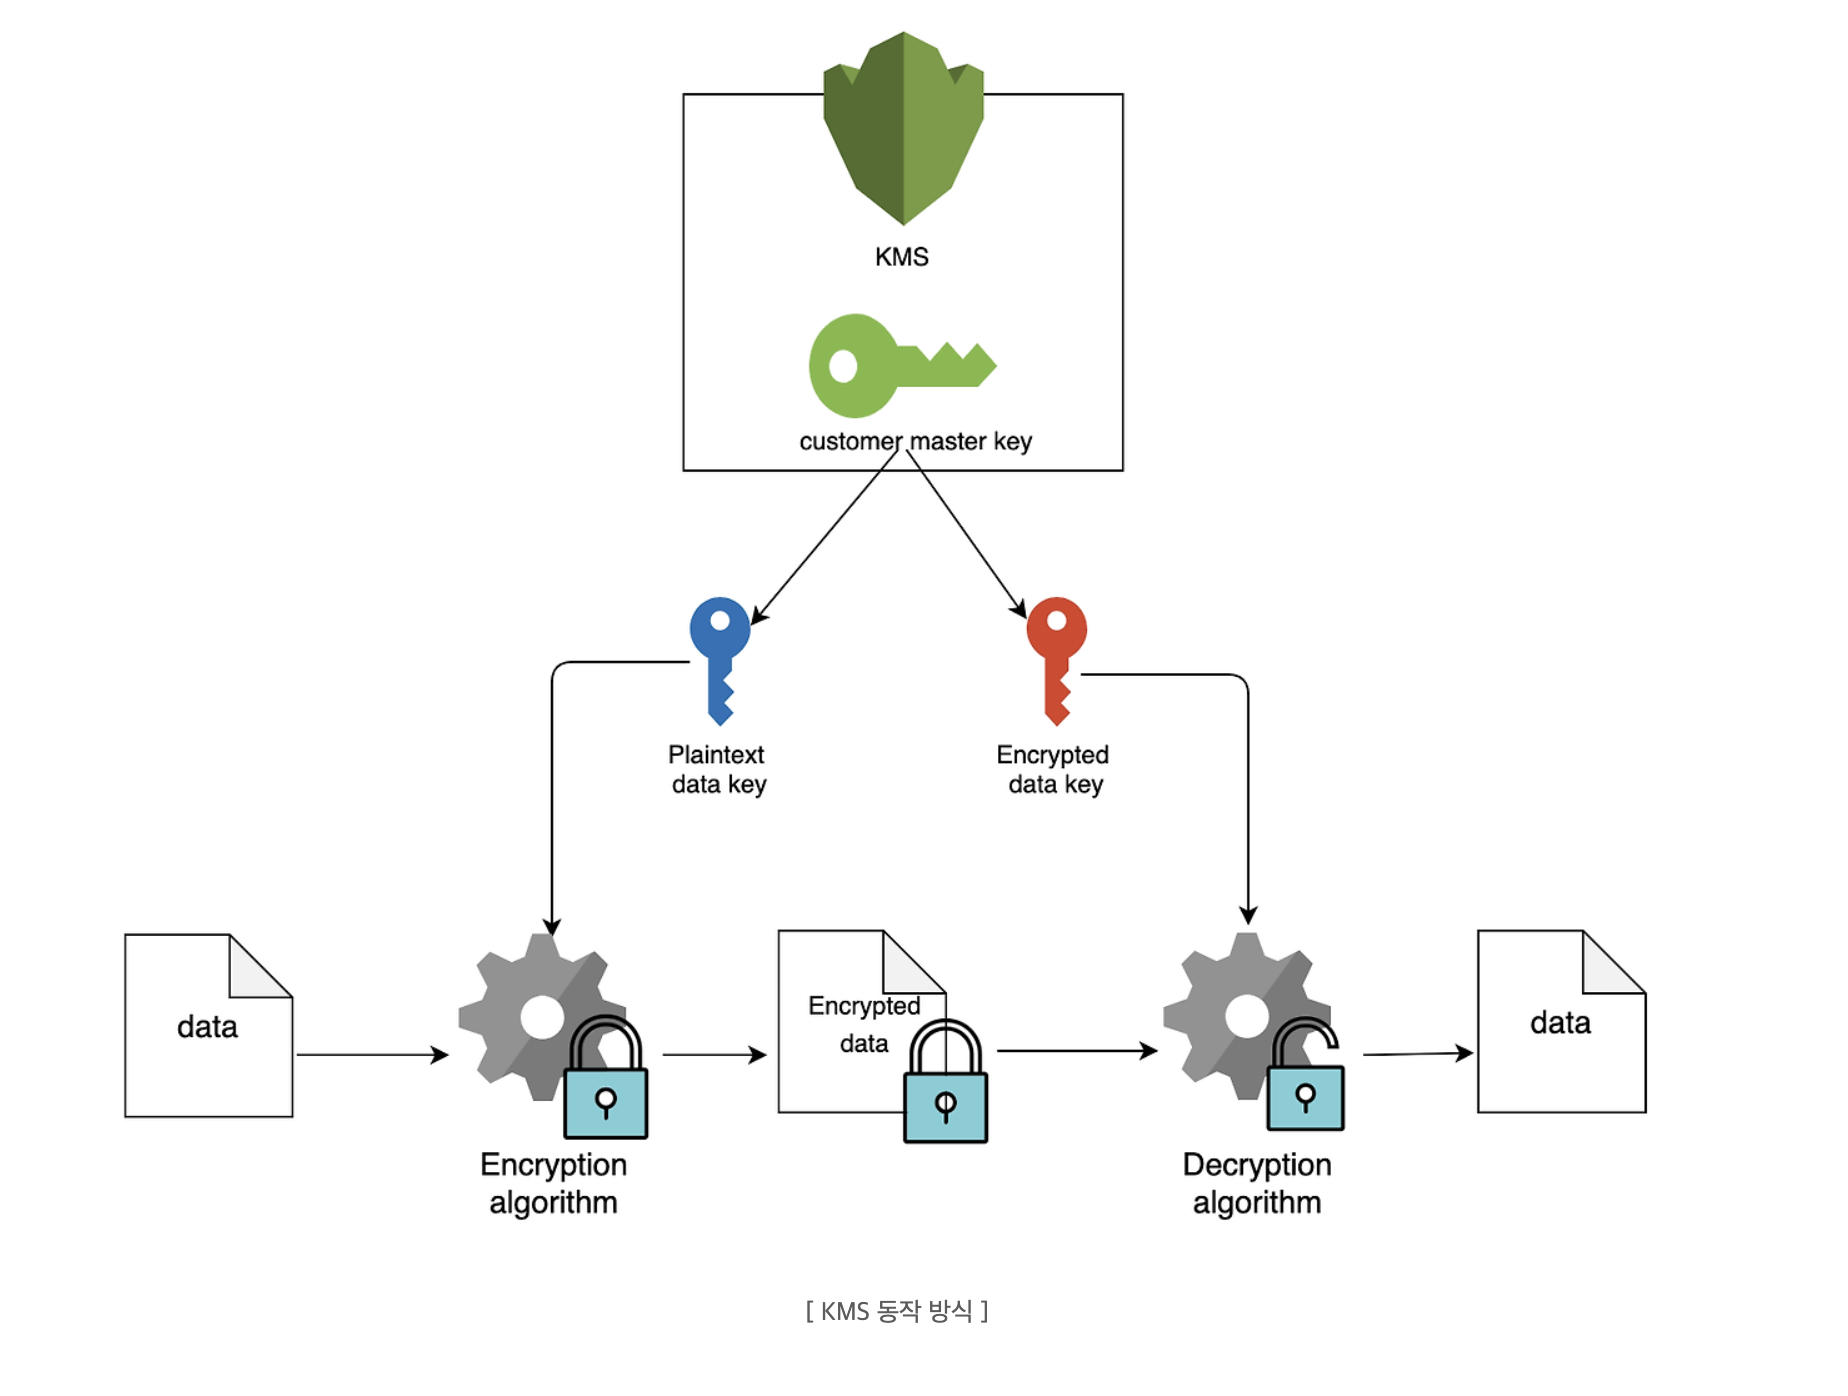 KMS
customer master key
Plaintext
data key
Encrypted
data key
data
Encrypted
data
data
Encryption
algorithm
Decryption
algorithm
[ KMS 동작 방식 ]